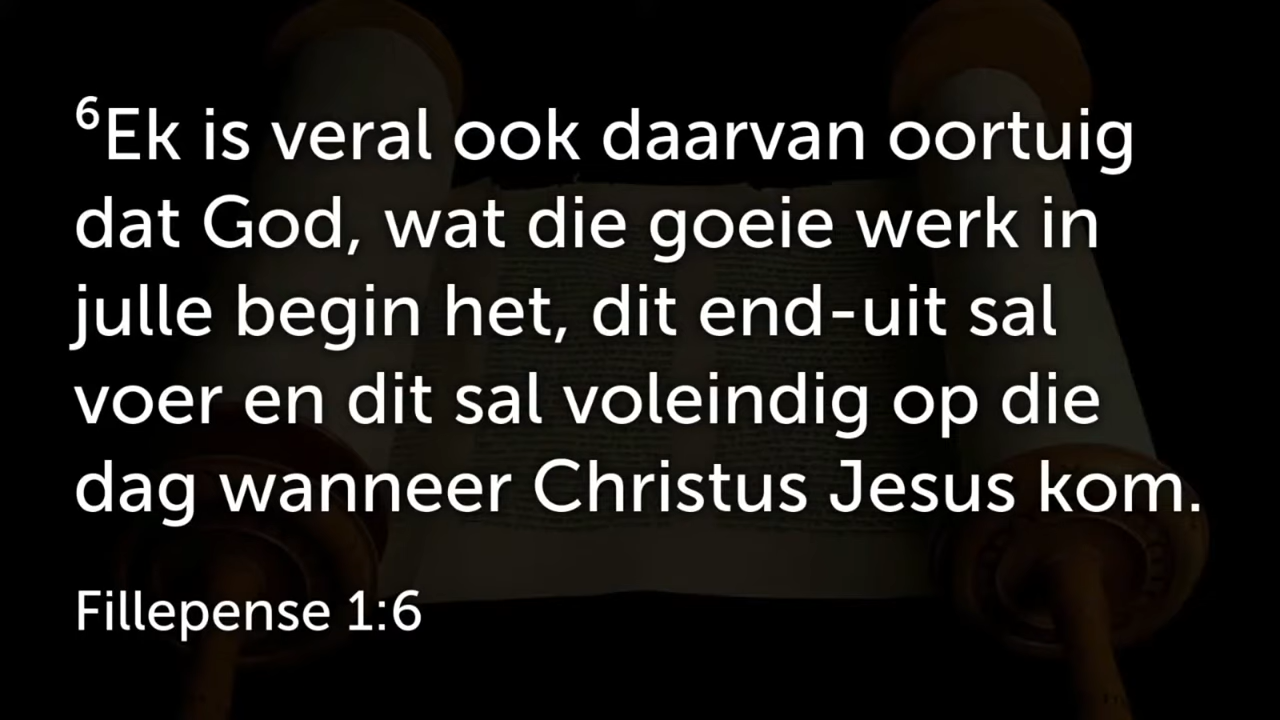 ⁶Ek is veral ook daarvan oortuig
dat God, wat die goeie werk in
julle begin het, dit end-uit sal
voer en dit sal voleindig op die
dag wanneer Christus Jesus kom.
Fillepense 1:6